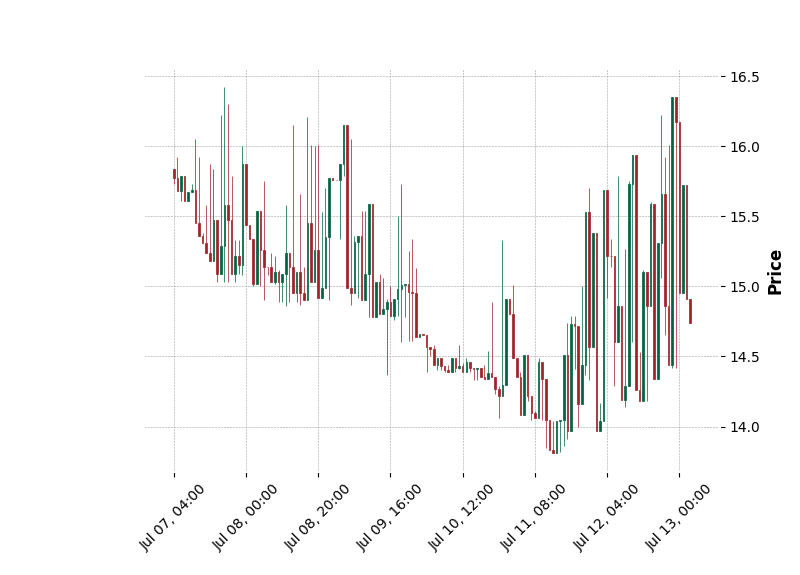 16.5
16.0
15.5
15.0
14.5
14.0
Price
Jul 07, 04:00
Jul 08, 00:00
Jul 08, 20:00
Jul 09, 16:00
Jul 10, 12:00
Jul 11, 08:00
Jul 12, 04:00
Jul 13, 00:00